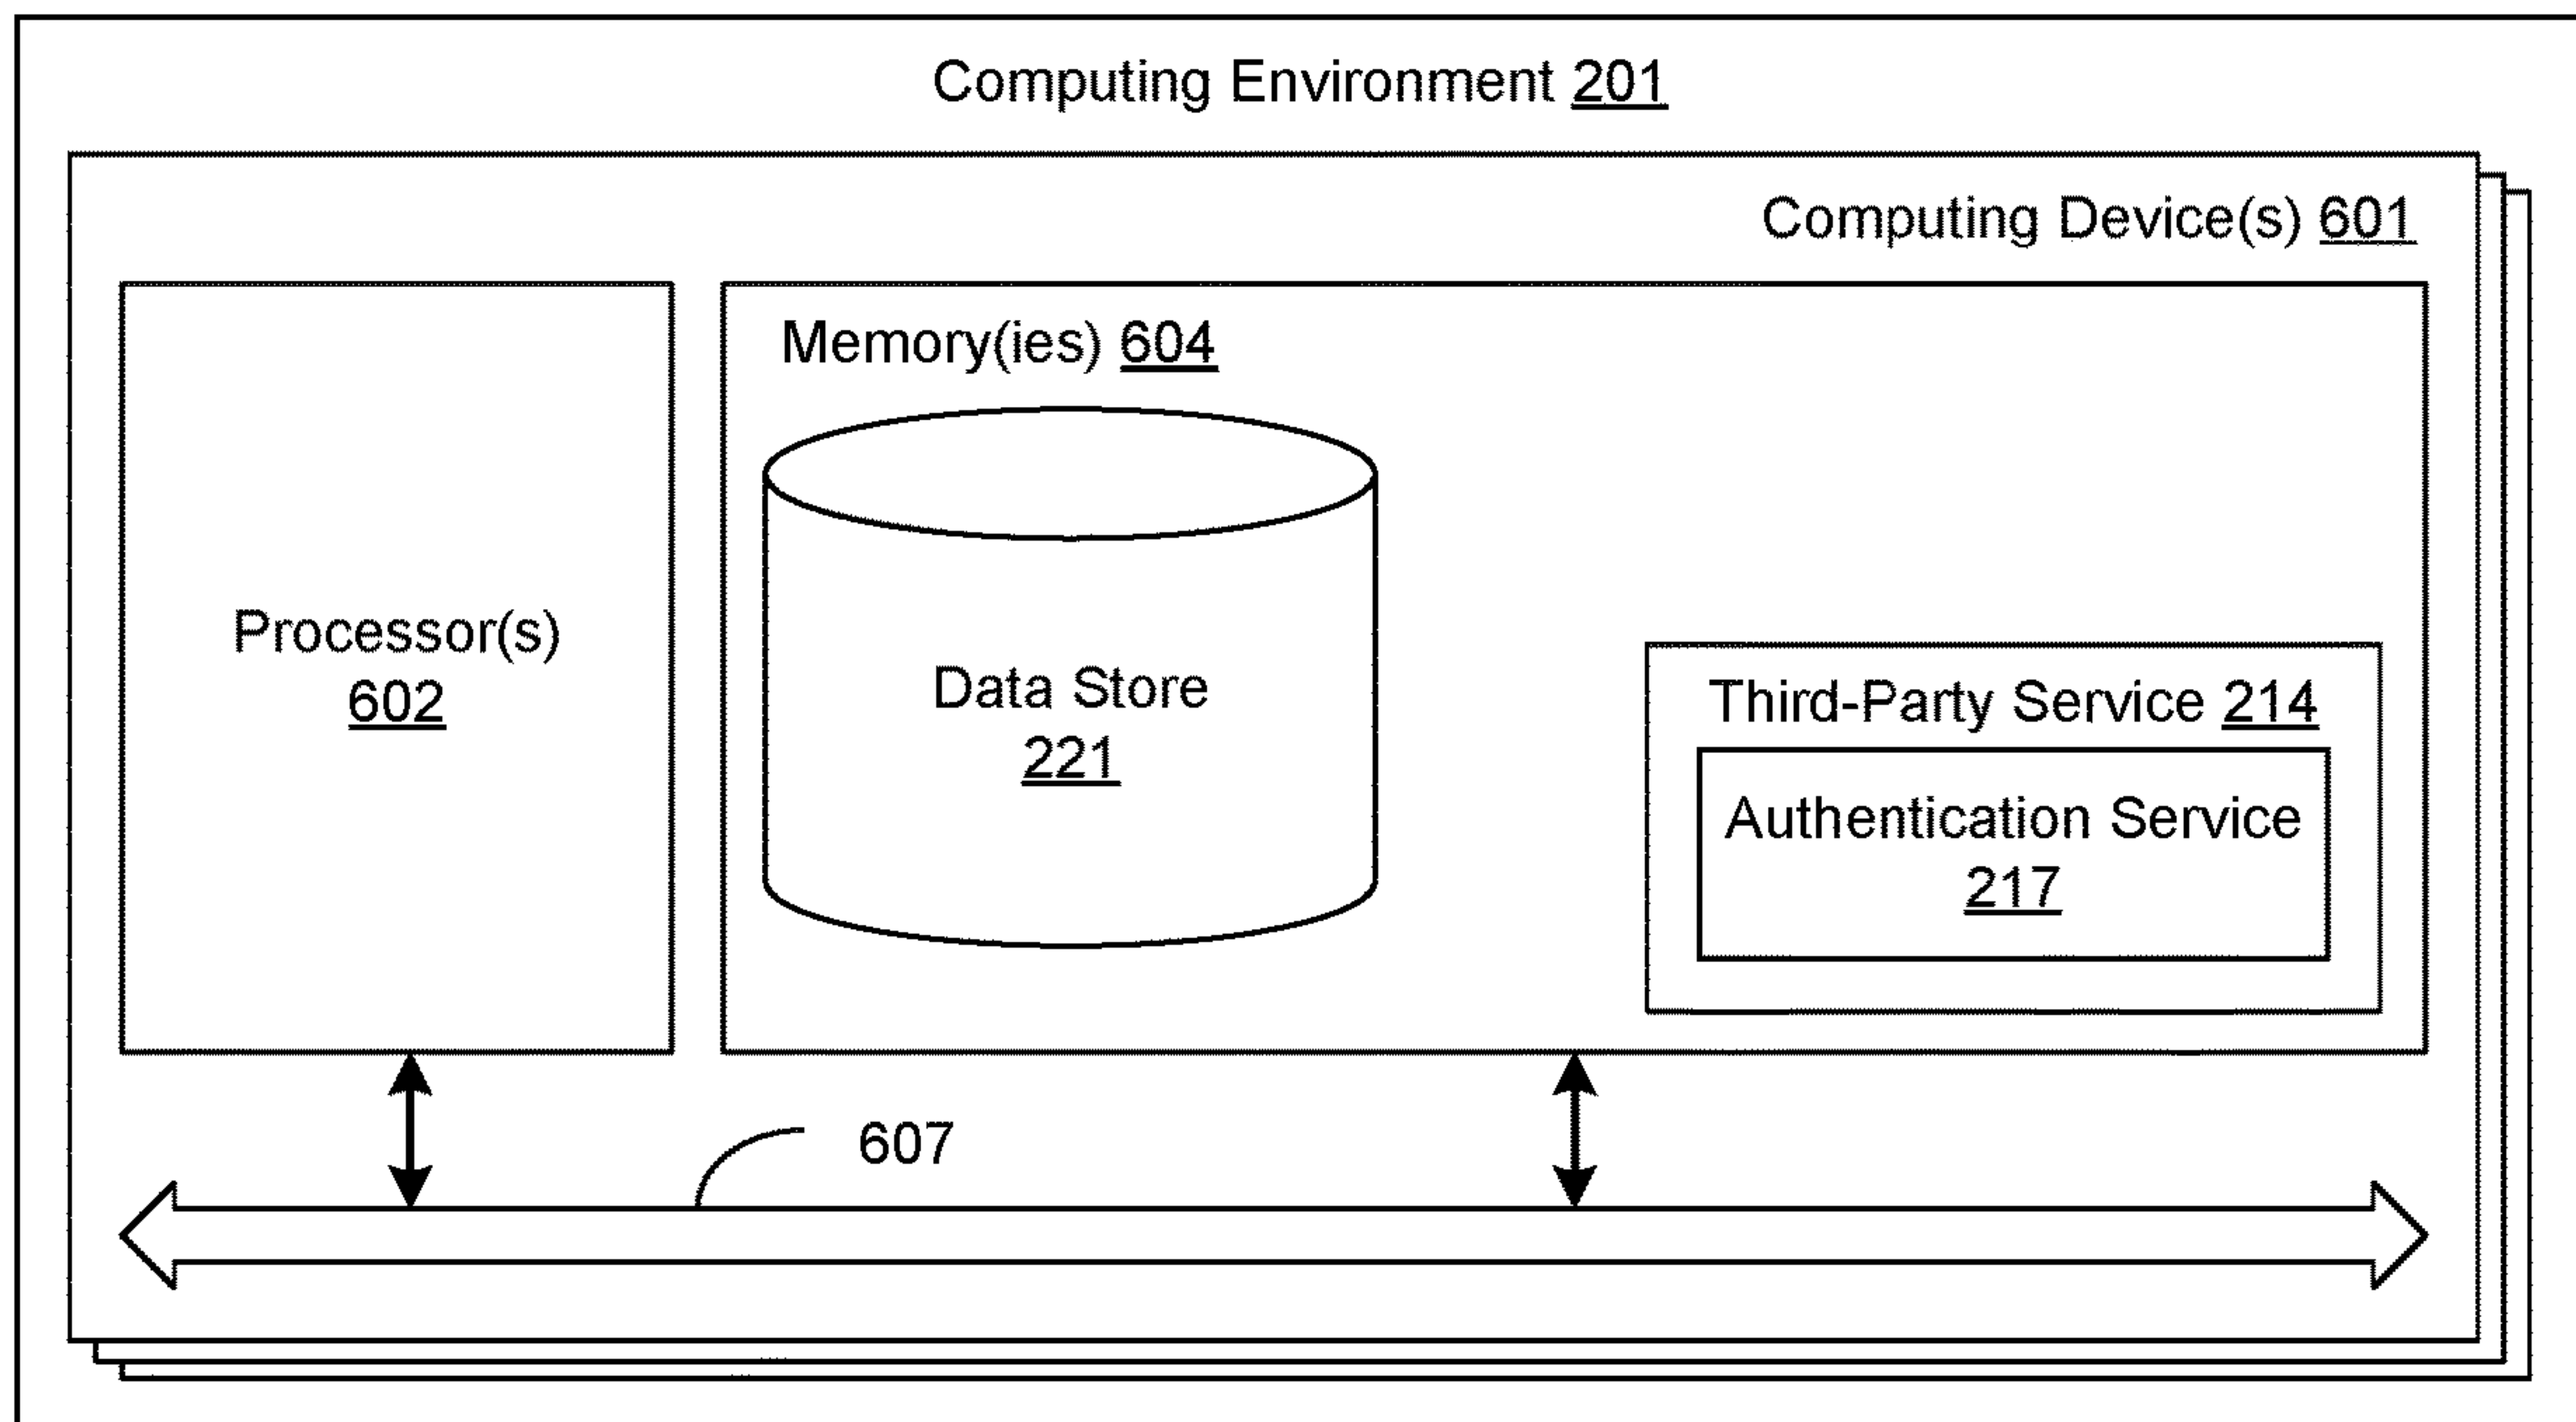 Computing Environment 201
Computing Device(s) 601
Memory(ies) 604
Processor(s)
602
Data Store
221
Third-Party Service 214
Authentication Service
217
607